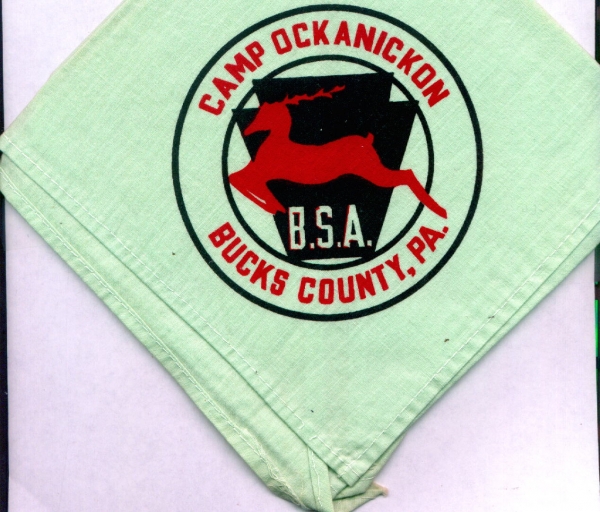 CAMP OCKANICKON
B.S.A.
BUCKS COUNTY, PA.